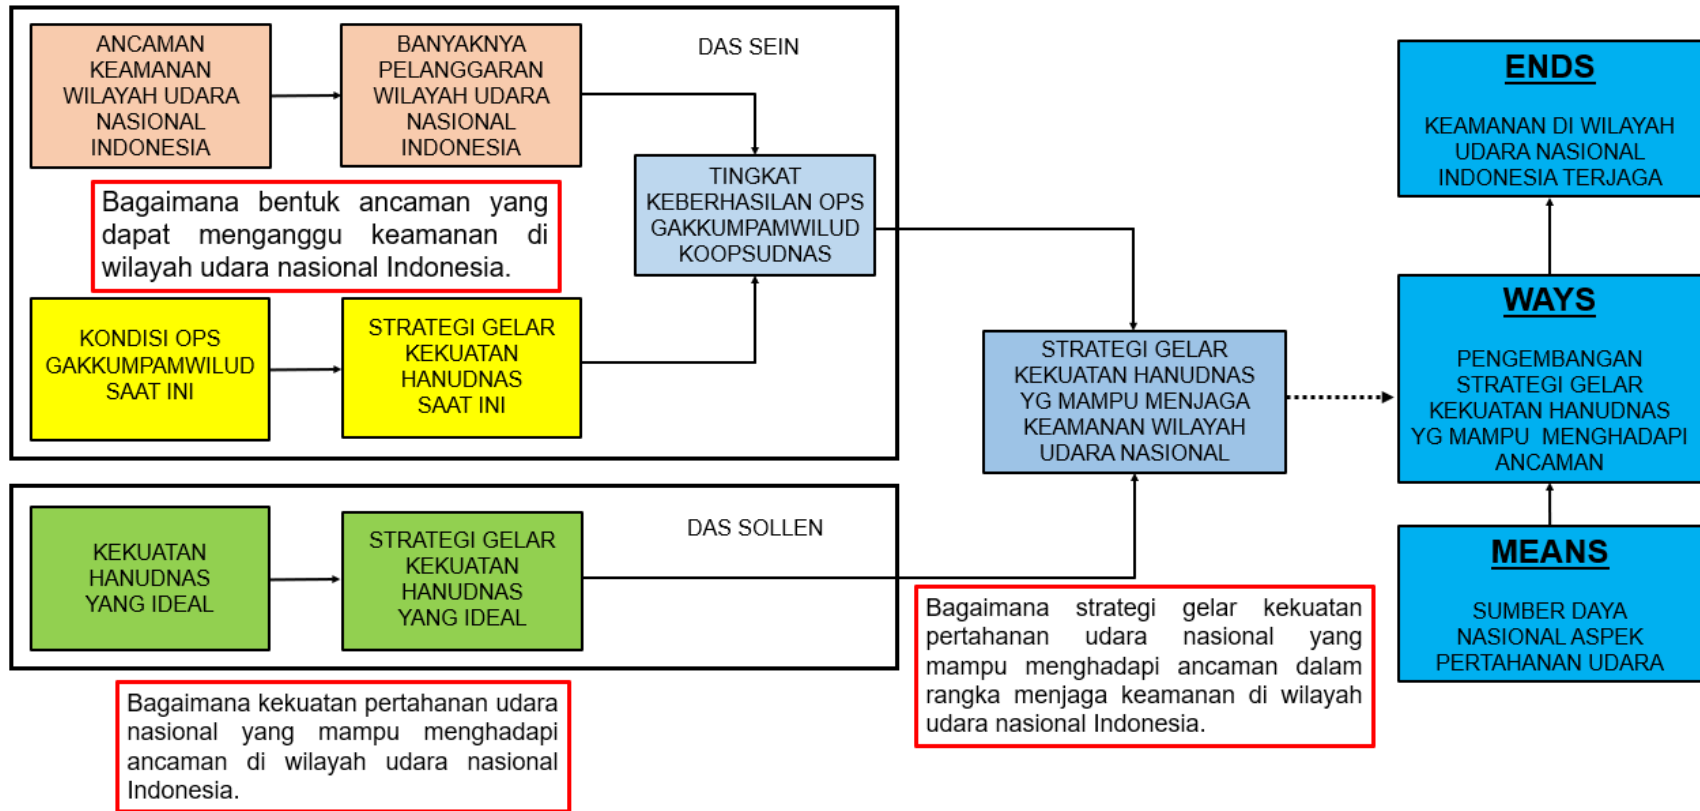 DAS SEIN
ANCAMAN
KEAMANAN
WILAYAH UDARA
NASIONAL
INDONESIA
BANYAKNYA
PELANGGARAN
WILAYAH UDARA
NASIONAL
INDONESIA
Bagaimana bentuk ancaman yang
dapat menganggu keamanan di
wilayah udara nasional Indonesia.
TINGKAT
KEBERHASILAN OPS
GAKKUMPAMWILUD
KOOPSUDNAS
KONDISI OPS
GAKKUMPAMWILUD
SAAT INI
STRATEGI GELAR
KEKUATAN
HANUDNAS
SAAT INI
DAS SOLLEN
KEKUATAN
HANUDNAS
YANG IDEAL
STRATEGI GELAR
KEKUATAN
HANUDNAS
YANG IDEAL
Bagaimana kekuatan pertahanan udara
nasional yang mampu menghadapi
ancaman di wilayah udara nasional
Indonesia.
STRATEGI GELAR
KEKUATAN HANUDNAS
YG MAMPU MENJAGA
KEAMANAN WILAYAH
UDARA NASIONAL
Bagaimana strategi gelar kekuatan
pertahanan udara nasional yang
mampu menghadapi ancaman dalam
rangka menjaga keamanan di wilayah
udara nasional Indonesia.
ENDS
KEAMANAN DI WILAYAH
UDARA NASIONAL
INDONESIA TERJAGA
WAYS
PENGEMBANGAN
STRATEGI GELAR
KEKUATAN HANUDNAS
YG MAMPU MENGHADAPI
ANCAMAN
MEANS
SUMBER DAYA
NASIONAL ASPEK
PERTAHANAN UDARA